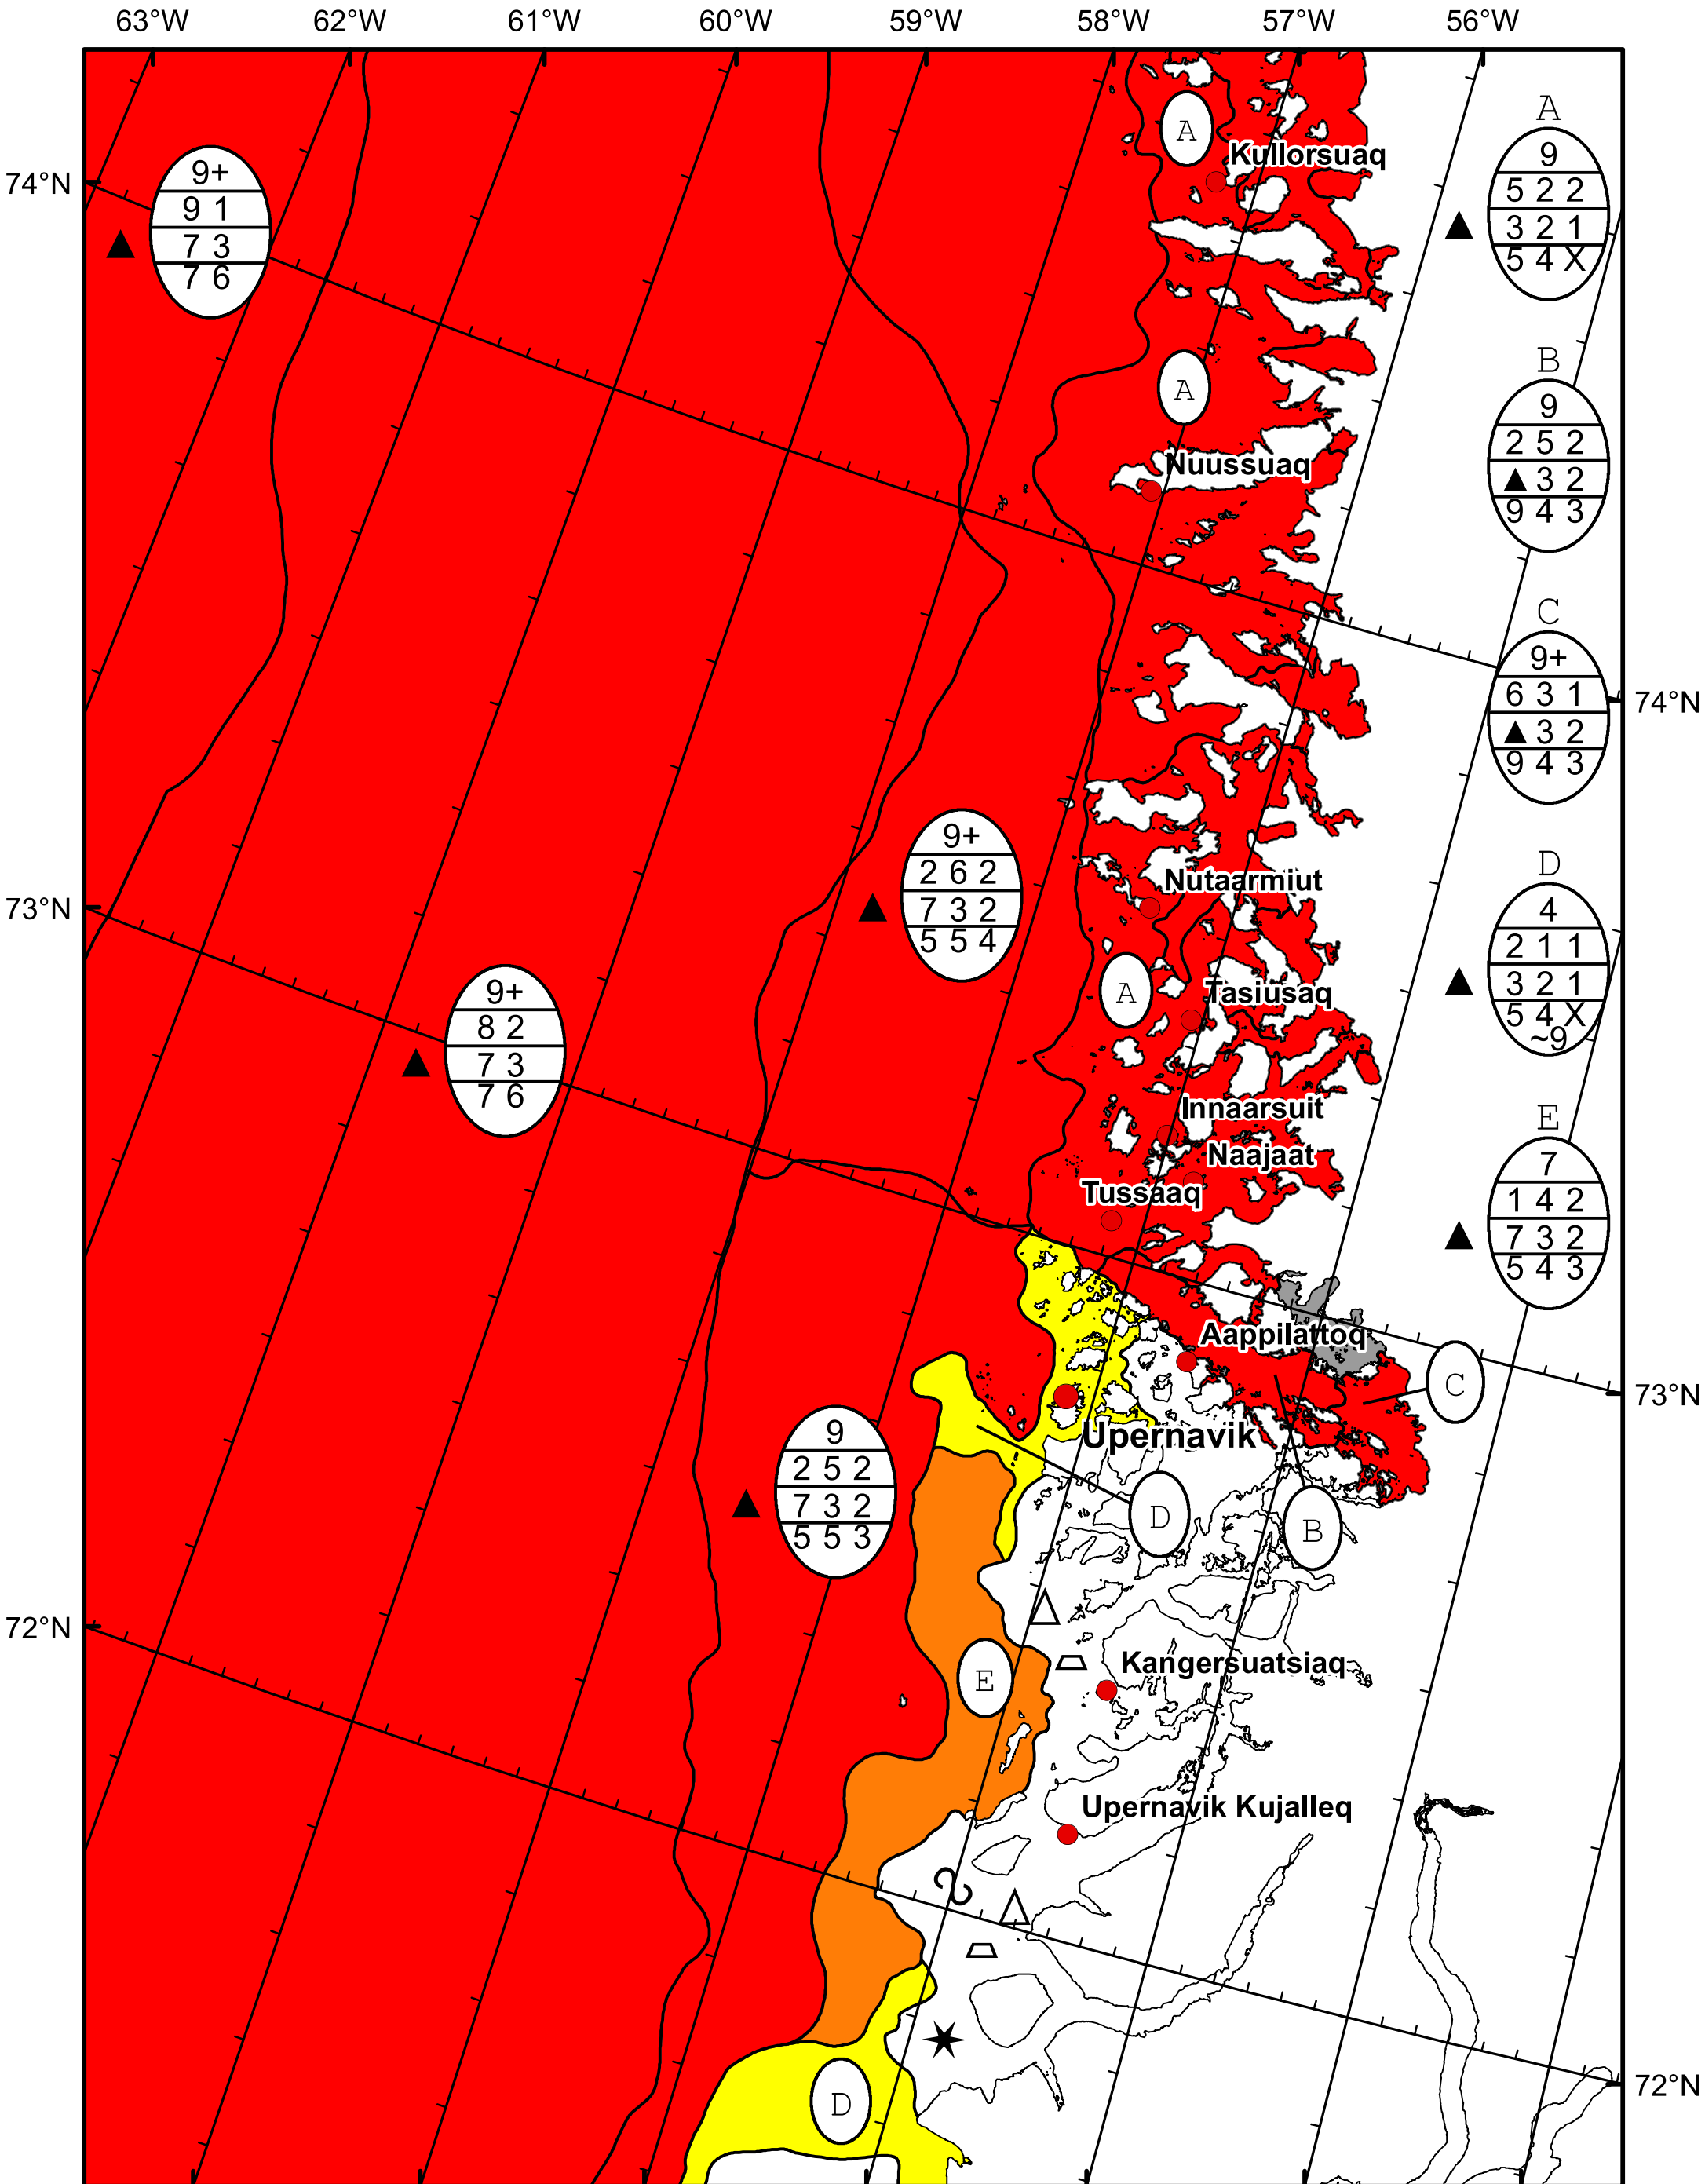 63°W 62°W 61°W 60°W 59°W 58°W 57°W 56°W
A
A
9
Kullorsuaq
5 2 2
9+
74°N
9 1
3 2 1
7 3
5 4 X
7 6
B
A
9
2 5 2
Nuussuaq
3 2
9 4 3
C
9+
6 3 1
74°N
3 2
9 4 3
9+
D
2 6 2
Nutaarmiut
73°N
4
7 3 2
2 1 1
5 5 4
3 2 1
9+
A
Tasiusaq
5 4 X
8 2
~9
7 3
7 6
Innaarsuit
E
Naajaat
7
Tussaaq
1 4 2
7 3 2
5 4 3
Aappilattoq
C
73°N
9
Upernavik
2 5 2
7 3 2
D
B
5 5 3
72°N
Kangersuatsiaq
E
Upernavik Kujalleq
72°N
D